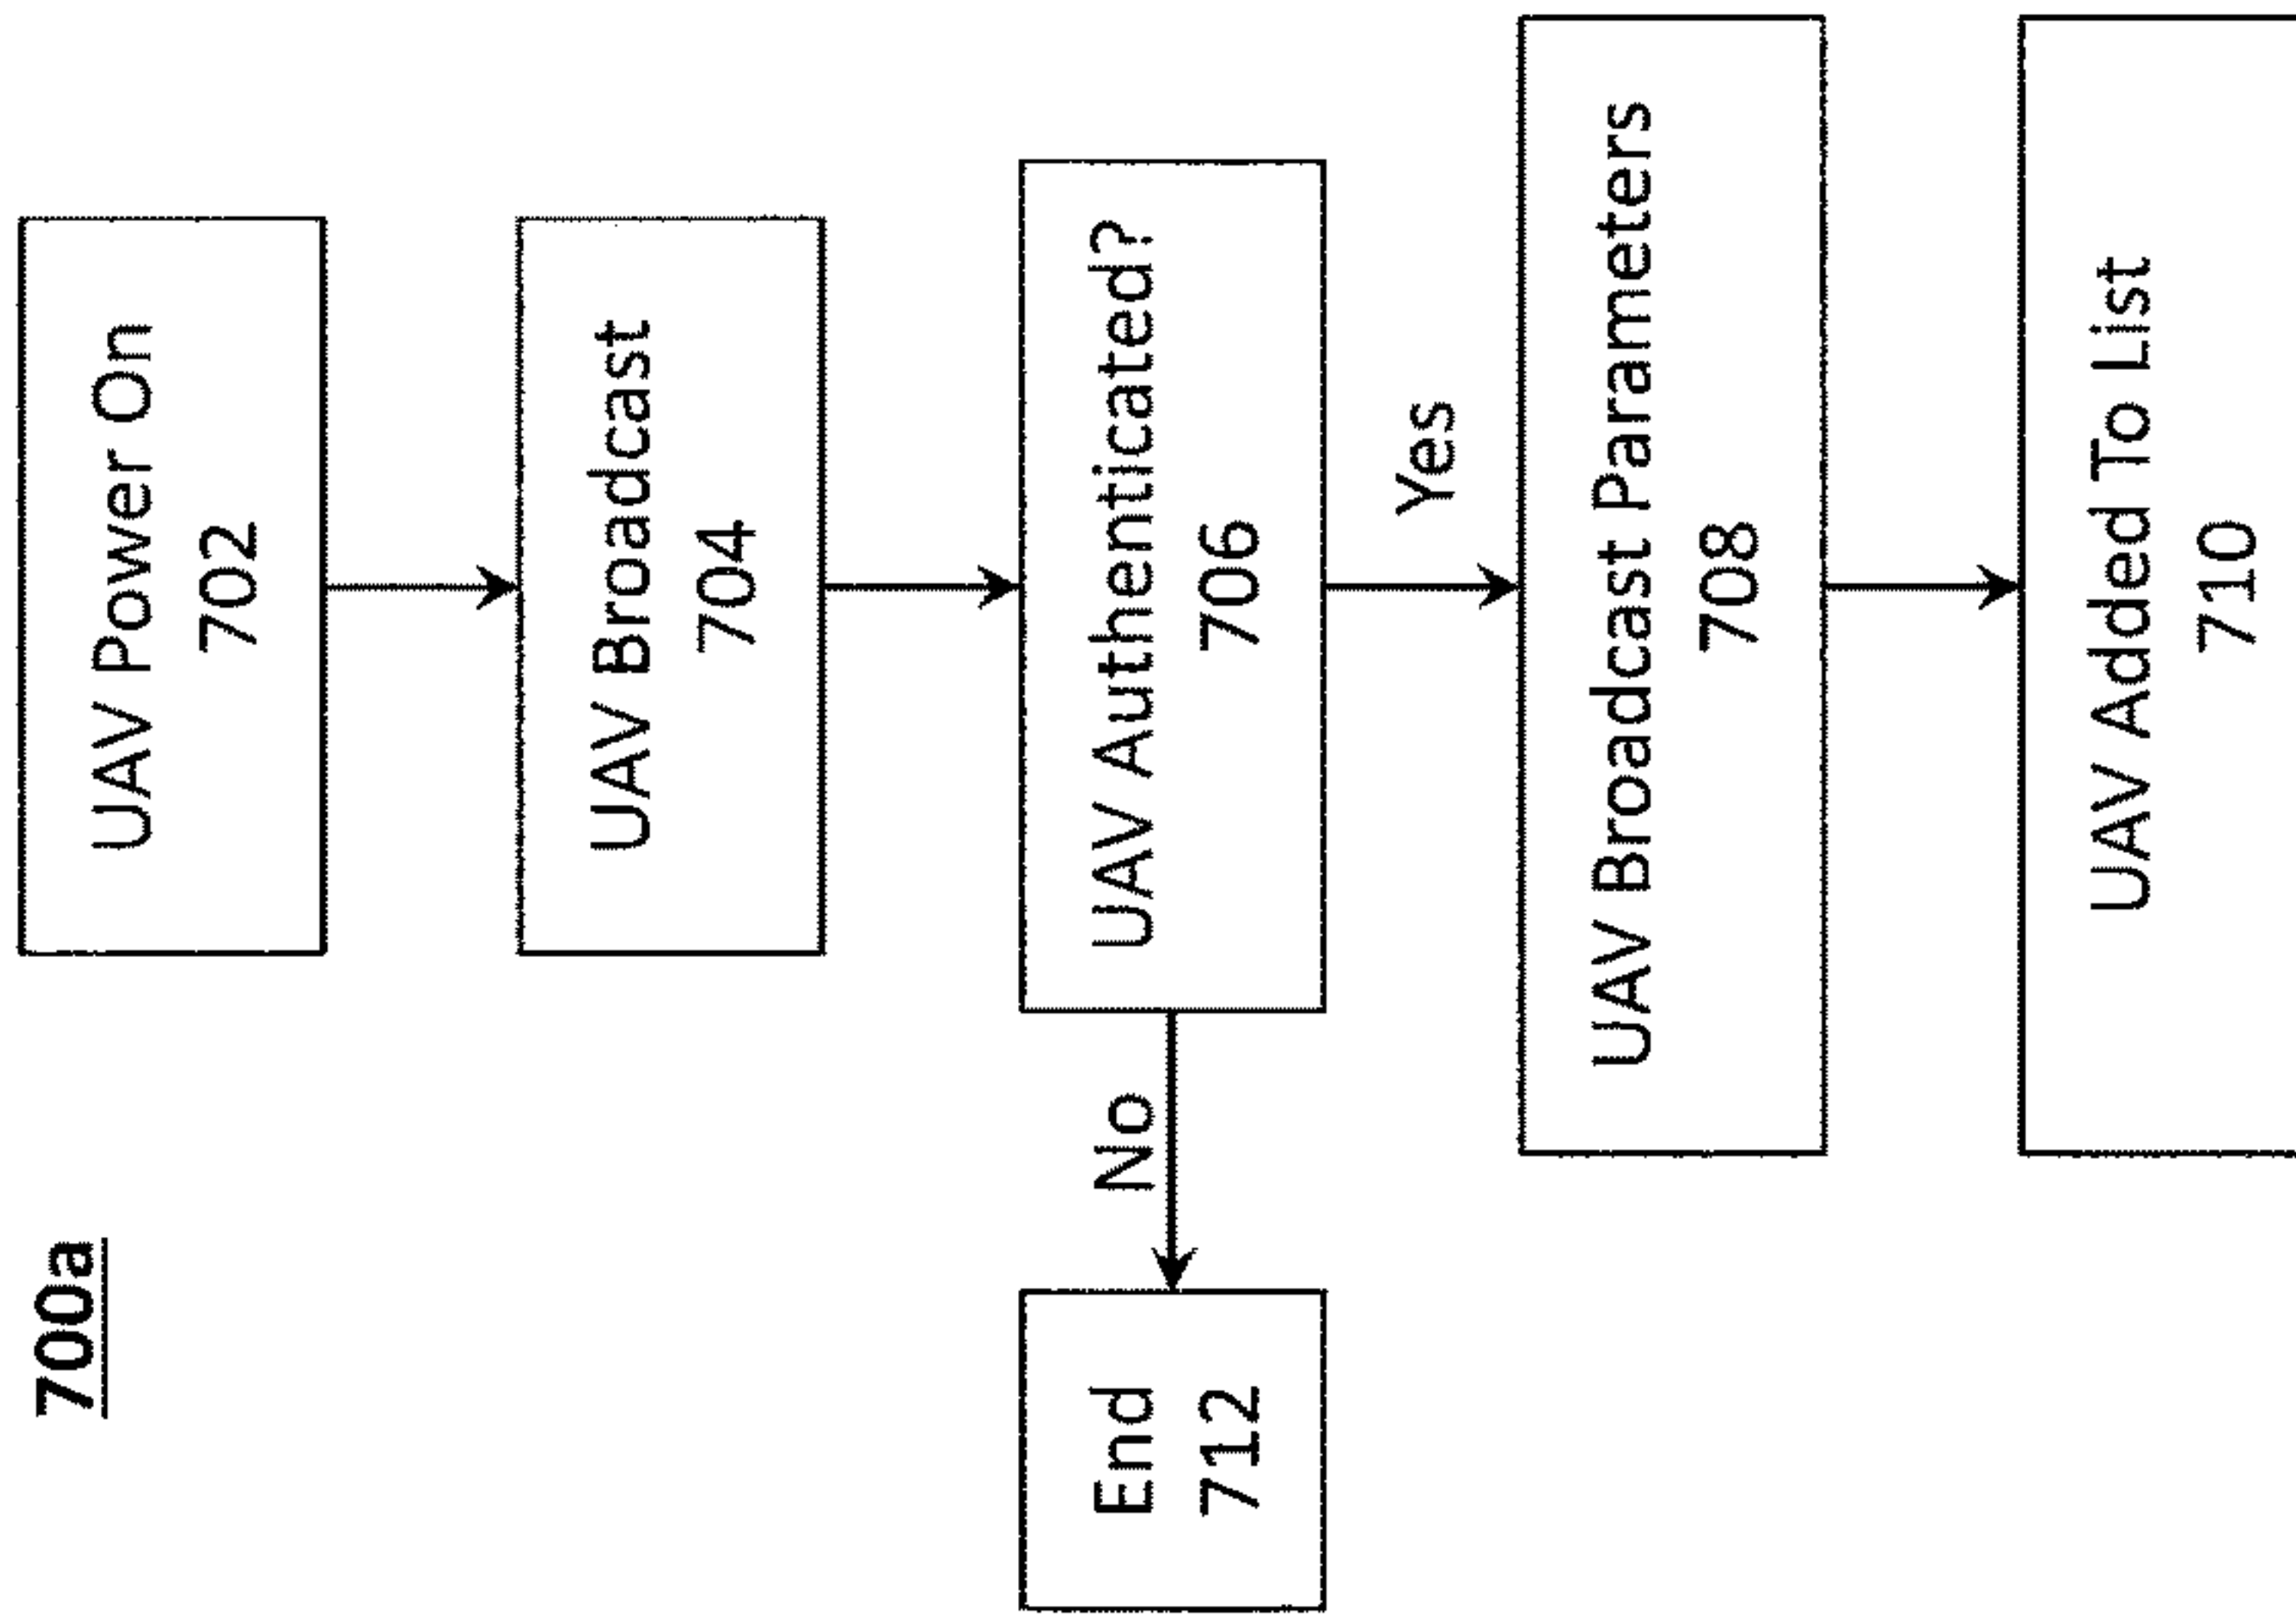 700a
UAV Power On
702
UAV Broadcast
704
UAV Authenticated?
706
No
End
712
Yes
UAV Broadcast Parameters
708
UAV Added To List
710